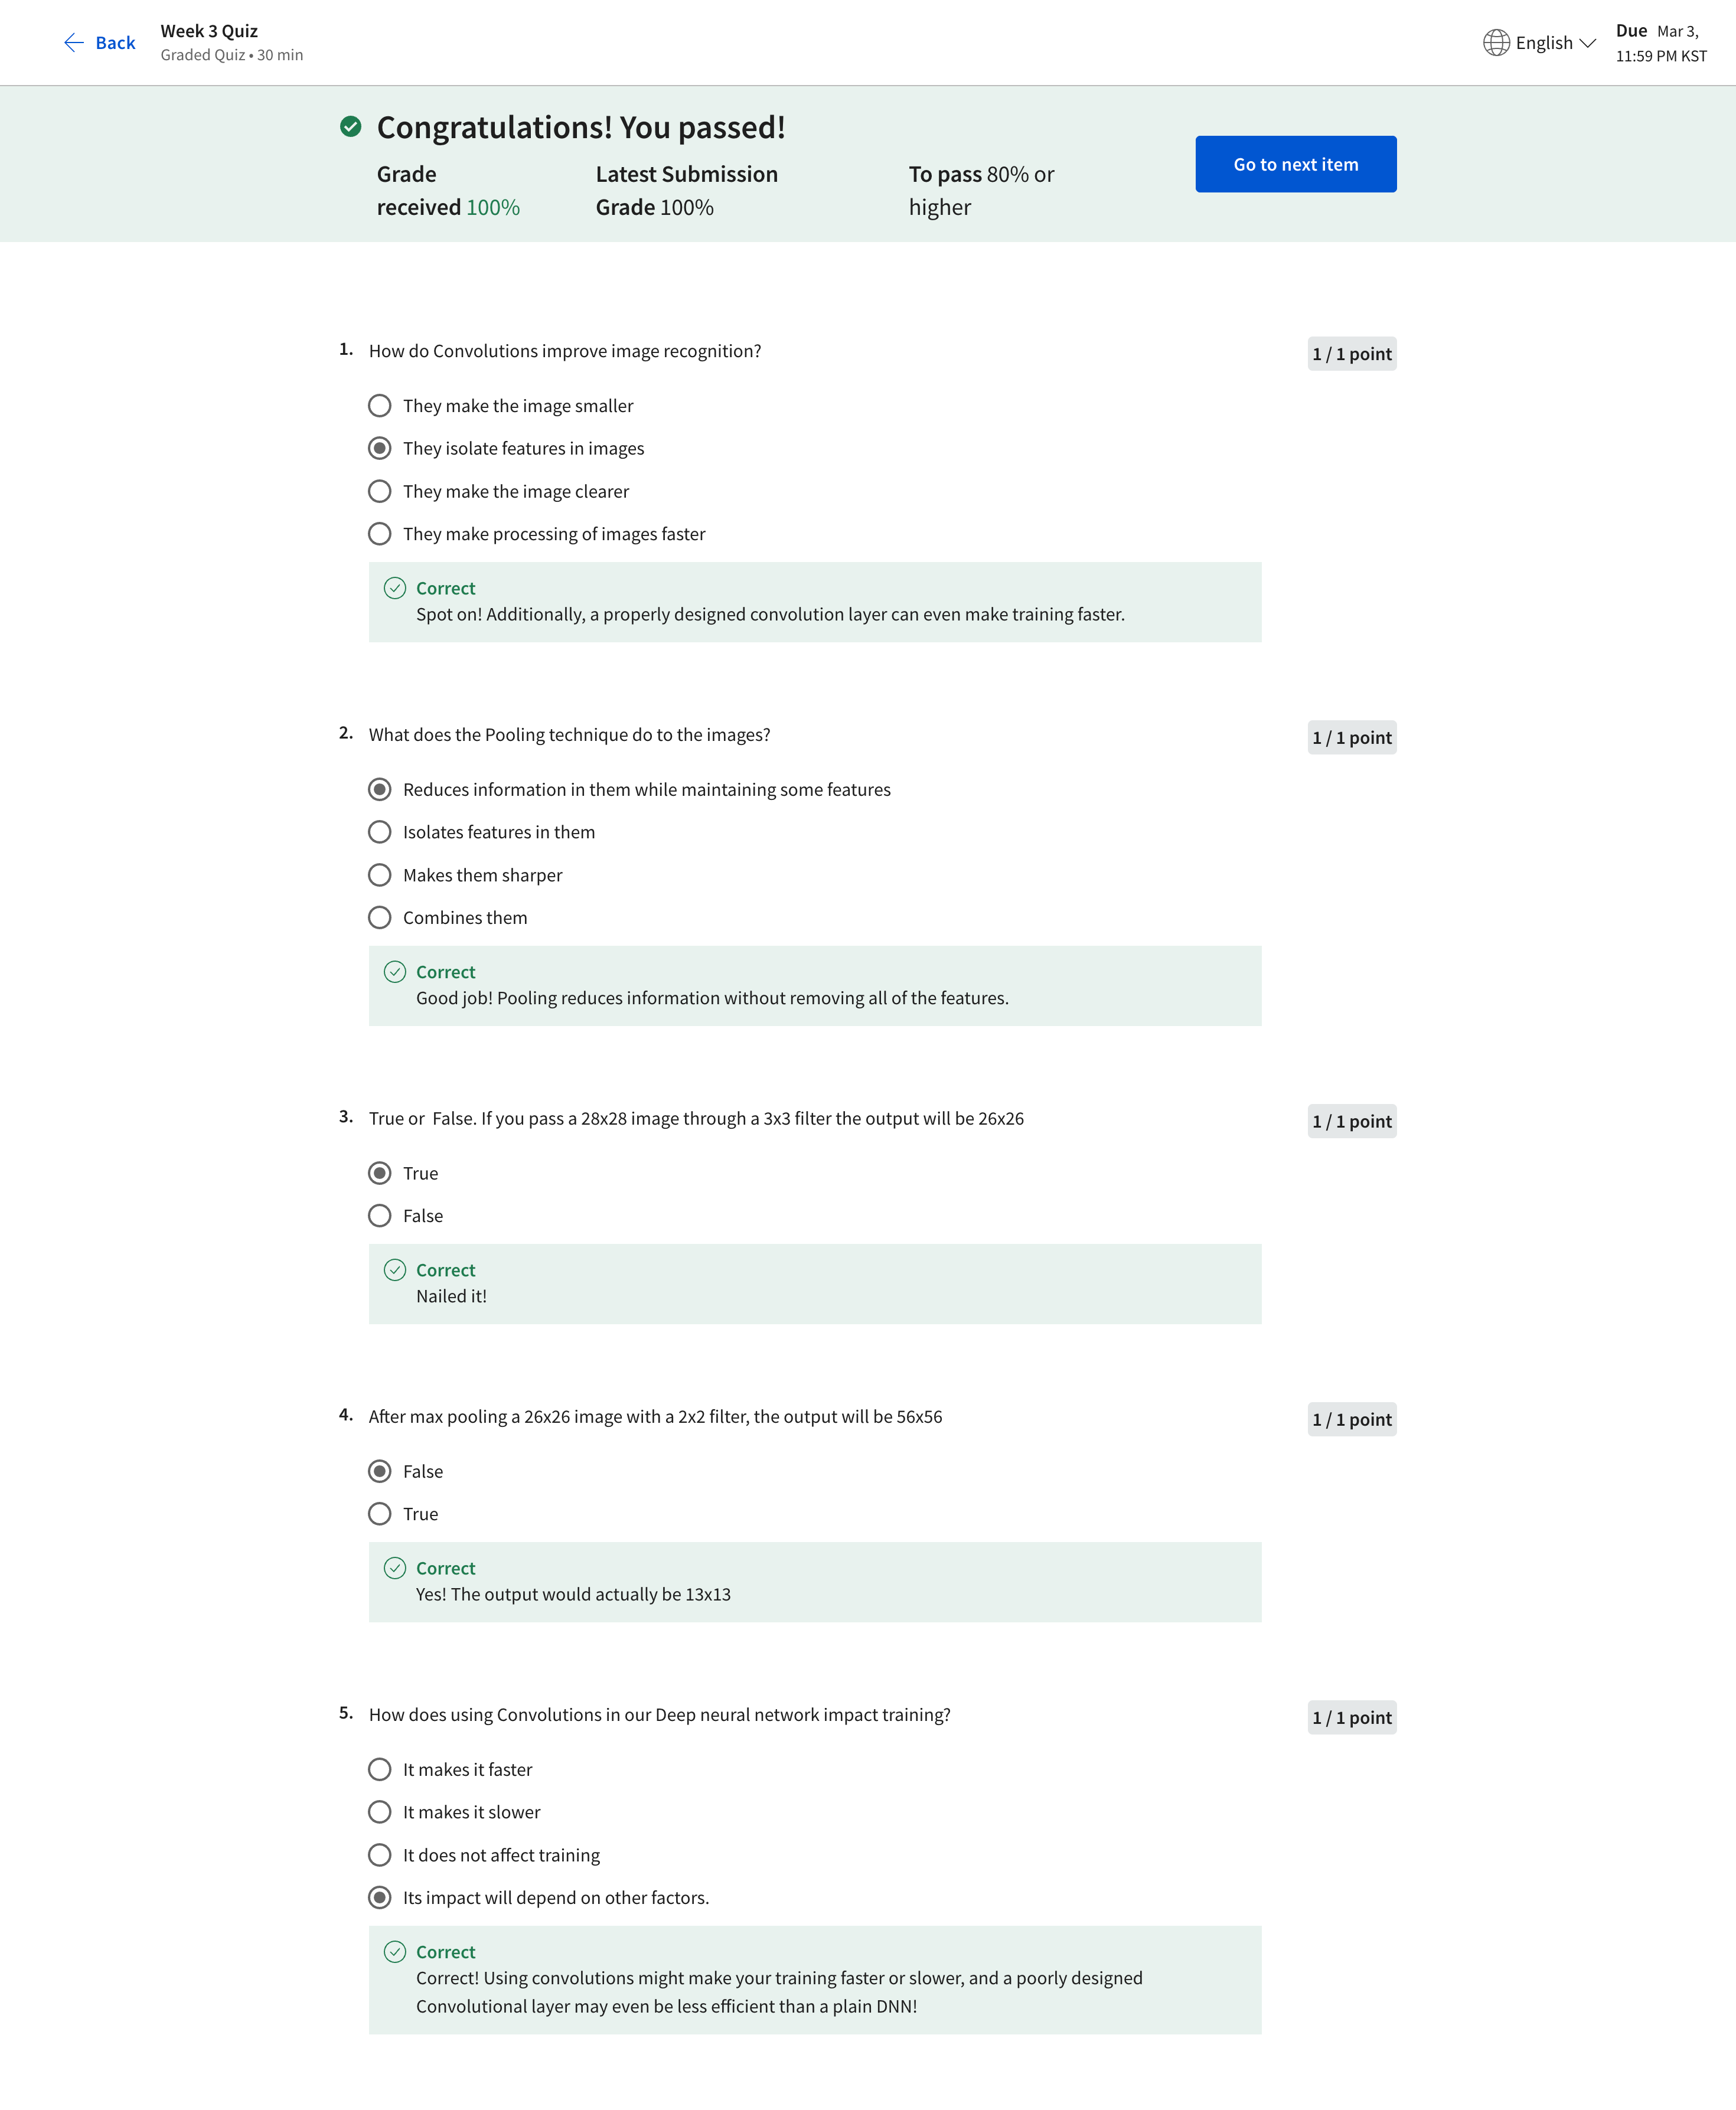 Back
Week 3 Quiz
Graded Quiz • 30 min
English
Due Mar 3,
11:59 PM KST
Congratulations! You passed!
Grade
received 100%
Latest Submission
Grade 100%
To pass 80% or
higher
Go to next item
1. How do Convolutions improve image recognition?
1 / 1 point
They make the image smaller
They isolate features in images
They make the image clearer
They make processing of images faster
Correct
Spot on! Additionally, a properly designed convolution layer can even make training faster.
2. What does the Pooling technique do to the images?
1 / 1 point
Reduces information in them while maintaining some features
Isolates features in them
Makes them sharper
Combines them
Correct
Good job! Pooling reduces information without removing all of the features.
3. True or  False. If you pass a 28x28 image through a 3x3 filter the output will be 26x26
1 / 1 point
True
False
Correct
Nailed it!
4. After max pooling a 26x26 image with a 2x2 filter, the output will be 56x56
1 / 1 point
False
True
Correct
Yes! The output would actually be 13x13
5. How does using Convolutions in our Deep neural network impact training?
1 / 1 point
It makes it faster
It makes it slower
It does not affect training
Its impact will depend on other factors.
Correct
Correct! Using convolutions might make your training faster or slower, and a poorly designed
Convolutional layer may even be less efficient than a plain DNN!